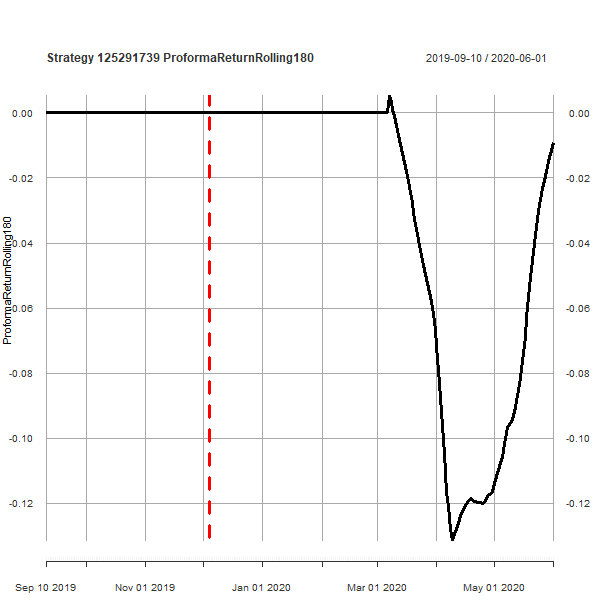 Strategy 125291739 ProformaReturnRolling180
2019-09-10 / 2020-06-01
ProformaReturnRolling180
0.00
0.00
-0.02
-0.02
-0.04
-0.04
-0.06
-0.06
-0.08
-0.08
-0.10
-0.10
-0.12
-0.12
Sep 10 2019
Nov 01 2019
Jan 01 2020
Mar 01 2020
May 01 2020